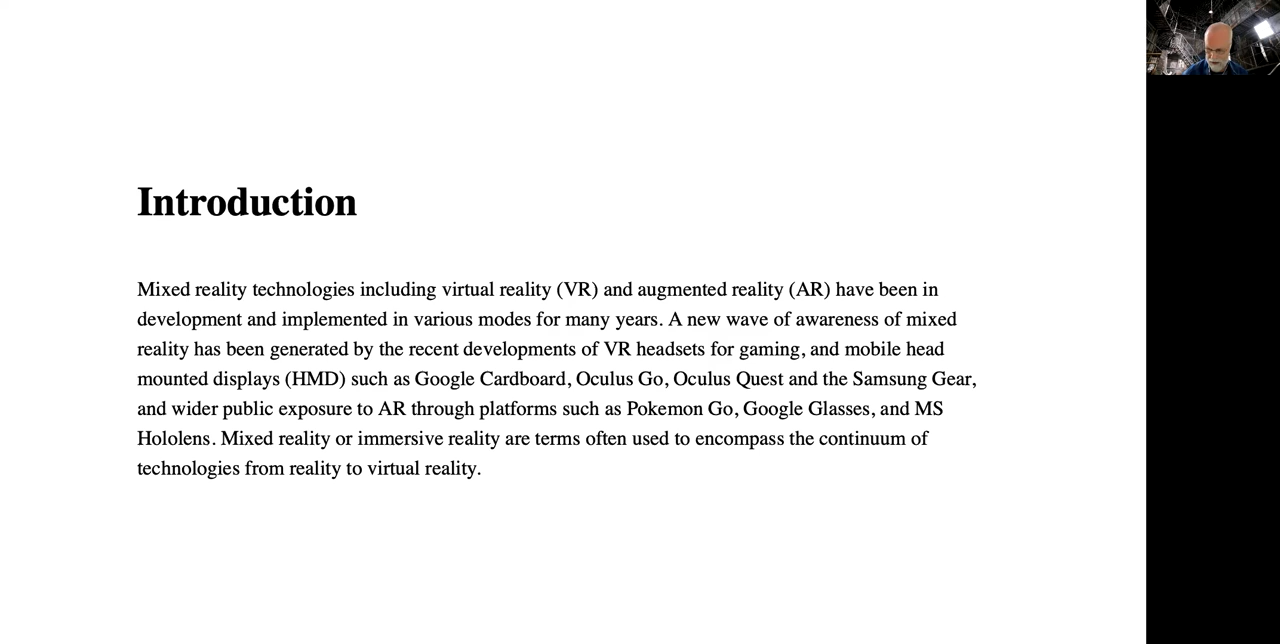 Introduction
Mixed reality technologies including virtual reality (VR) and augmented reality (AR) have been in
development and implemented in various modes for many years. A new wave of awareness of mixed
reality has been generated by the recent developments of VR headsets for gaming, and mobile head
mounted displays (HMD) such as Google Cardboard, Oculus Go, Oculus Quest and the Samsung Gear,
and wider public exposure to AR through platforms such as Pokemon Go, Google Glasses, and MS
Hololens. Mixed reality or immersive reality are terms often used to encompass the continuum of
technologies from reality to virtual reality.